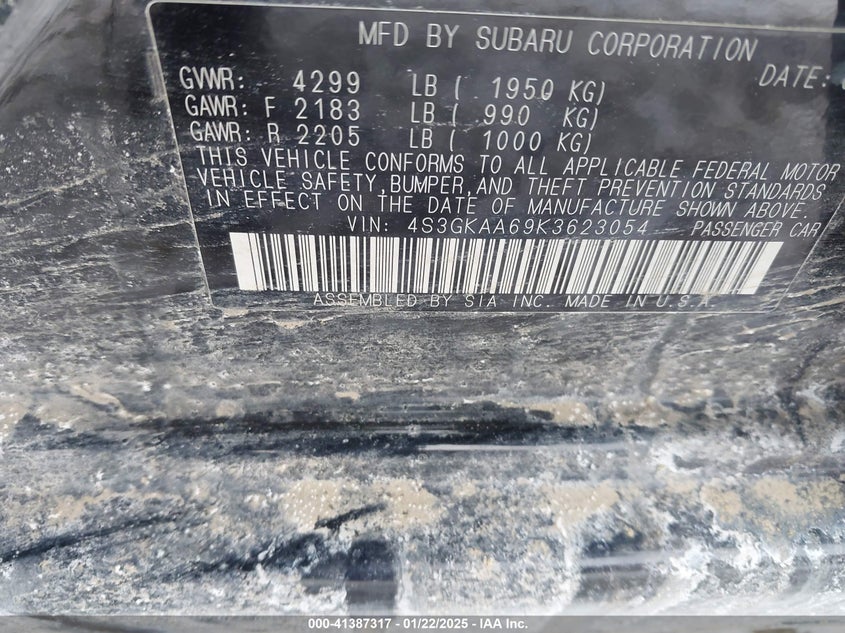 MFD BY SUBARU CORPORATION
DATE:
GVWR: 4299 LB ( 1950 KG)
GAWR: F 2183 LB ( 990 KG)
GAWR: R 2205 LB ( 1000 KG)
THIS VEHICLE CONFORMS TO ALL APPLICABLE FEDERAL MOTOR
VEHICLE SAFETY,BUMPER,AND THEFT PREVENTION STANDARDS
IN EFFECT ON THE DATE OF MANUFACTURE SHOWN ABOVE.
VIN: 4S3GKAA69K3623054 PASSENGER CAR
ASSEMBLED BY SIA INC. MADE IN U.S.A
000-41387317 - 01/22/2025 - IAA Inc.